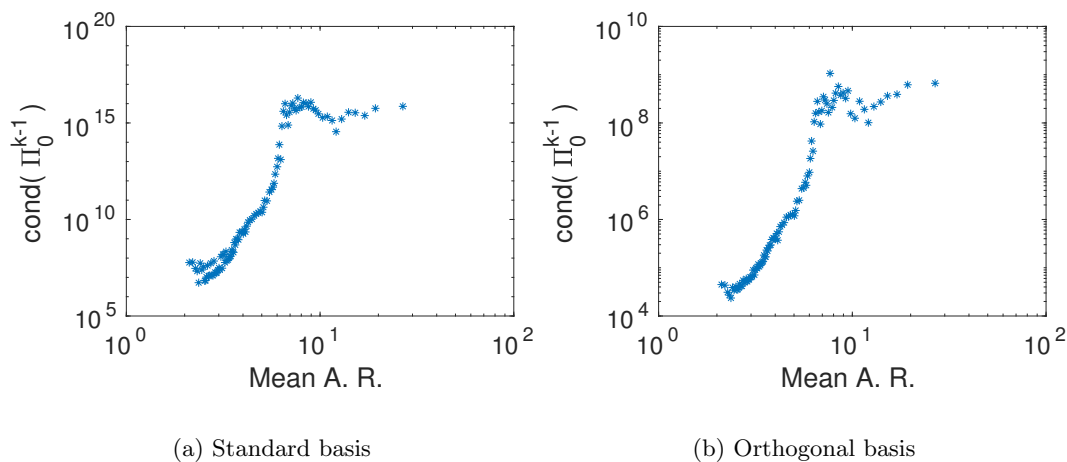 10^20
10^15
10^10
10^5
cond( Π_0^{k-1})
10^0
10^1
10^2
Mean A. R.
(a) Standard basis
10^10
10^8
10^6
10^4
cond( Π_0^{k-1})
10^0
10^1
10^2
Mean A. R.
(b) Orthogonal basis